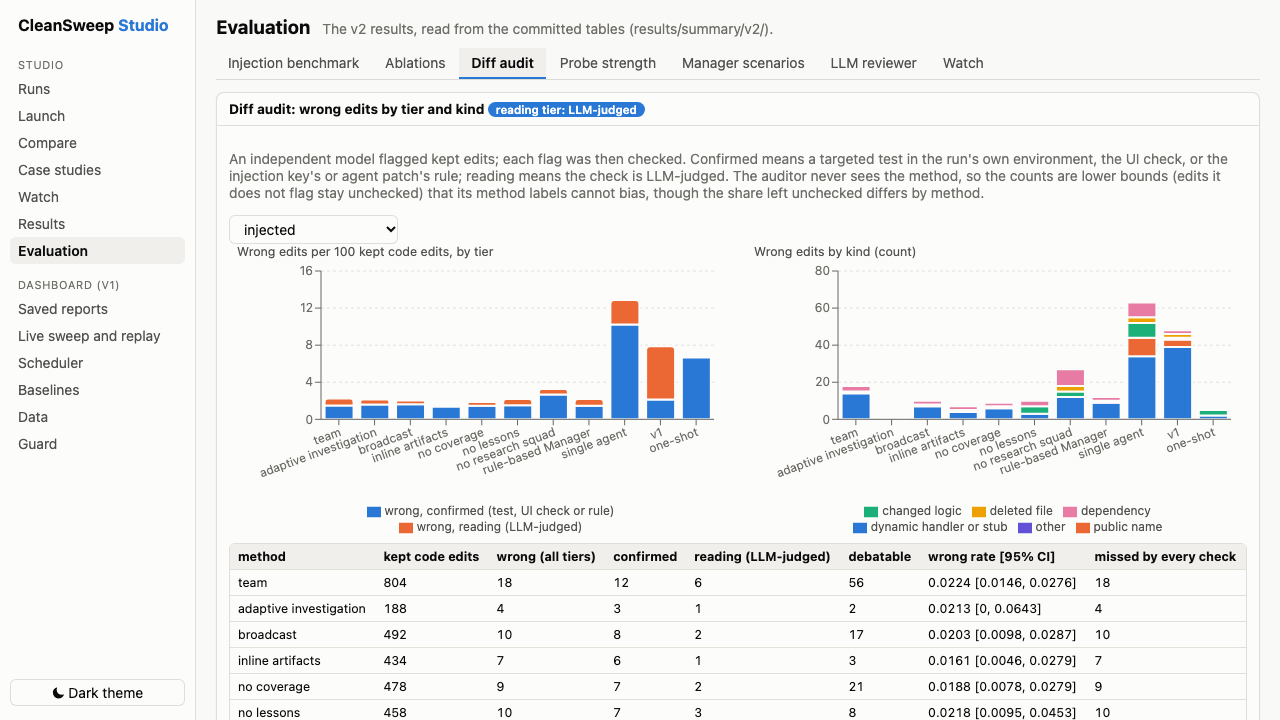 CleanSweep Studio
STUDIO
Runs
Launch
Compare
Case studies
Watch
Results
Evaluation
DASHBOARD (V1)
Saved reports
Live sweep and replay
Scheduler
Baselines
Data
Guard
Dark theme
Evaluation The v2 results, read from the committed tables (results/summary/v2/).
Injection benchmark Ablations Diff audit Probe strength Manager scenarios LLM reviewer Watch
Diff audit: wrong edits by tier and kind reading tier: LLM-judged
An independent model flagged kept edits; each flag was then checked. Confirmed means a targeted test in the run's own environment, the UI check, or the
injection key's or agent patch's rule; reading means the check is LLM-judged. The auditor never sees the method, so the counts are lower bounds (edits it
does not flag stay unchecked) that its method labels cannot bias, though the share left unchecked differs by method.
injected
Wrong edits per 100 kept code edits, by tier
16
12
8
4
0
team
adaptive investigation
broadcast
inline artifacts
no coverage
no lessons
no research squad
rule-based Manager
single agent
v1
one-shot
wrong, confirmed (test, UI check or rule)
wrong, reading (LLM-judged)
Wrong edits by kind (count)
80
60
40
20
0
team
adaptive investigation
broadcast
inline artifacts
no coverage
no lessons
no research squad
rule-based Manager
single agent
v1
one-shot
changed logic deleted file dependency
dynamic handler or stub other public name
method kept code edits wrong (all tiers) confirmed reading (LLM-judged) debatable wrong rate [95% CI] missed by every check
team 804 18 12 6 56 0.0224 [0.0146, 0.0276] 18
adaptive investigation 188 4 3 1 2 0.0213 [0, 0.0643] 4
broadcast 492 10 8 2 17 0.0203 [0.0098, 0.0287] 10
inline artifacts 434 7 6 1 3 0.0161 [0.0046, 0.0279] 7
no coverage 478 9 7 2 21 0.0188 [0.0078, 0.0279] 9
no lessons 458 10 7 3 8 0.0218 [0.0095, 0.0453] 10